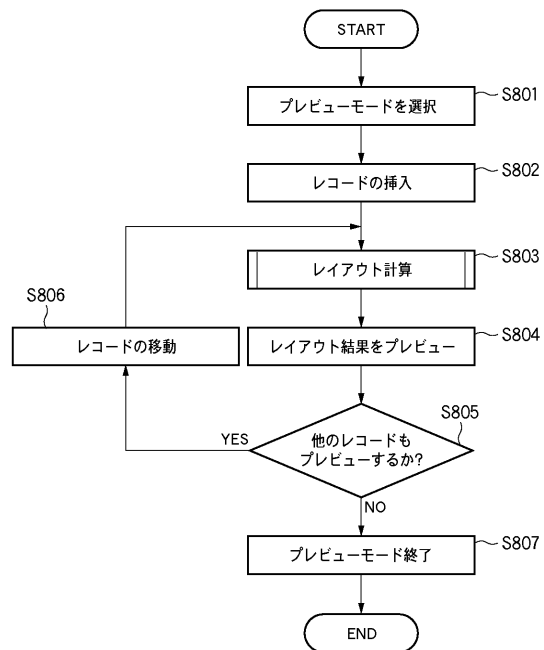 START
S801
プレビューモードを選択
S802
レコードの挿入
S803
レイアウト計算
S806
S804
レコードの移動
レイアウト結果をプレビュー
S805
YES
他のレコードも
プレビューするか?
NO
S807
プレビューモード終了
END